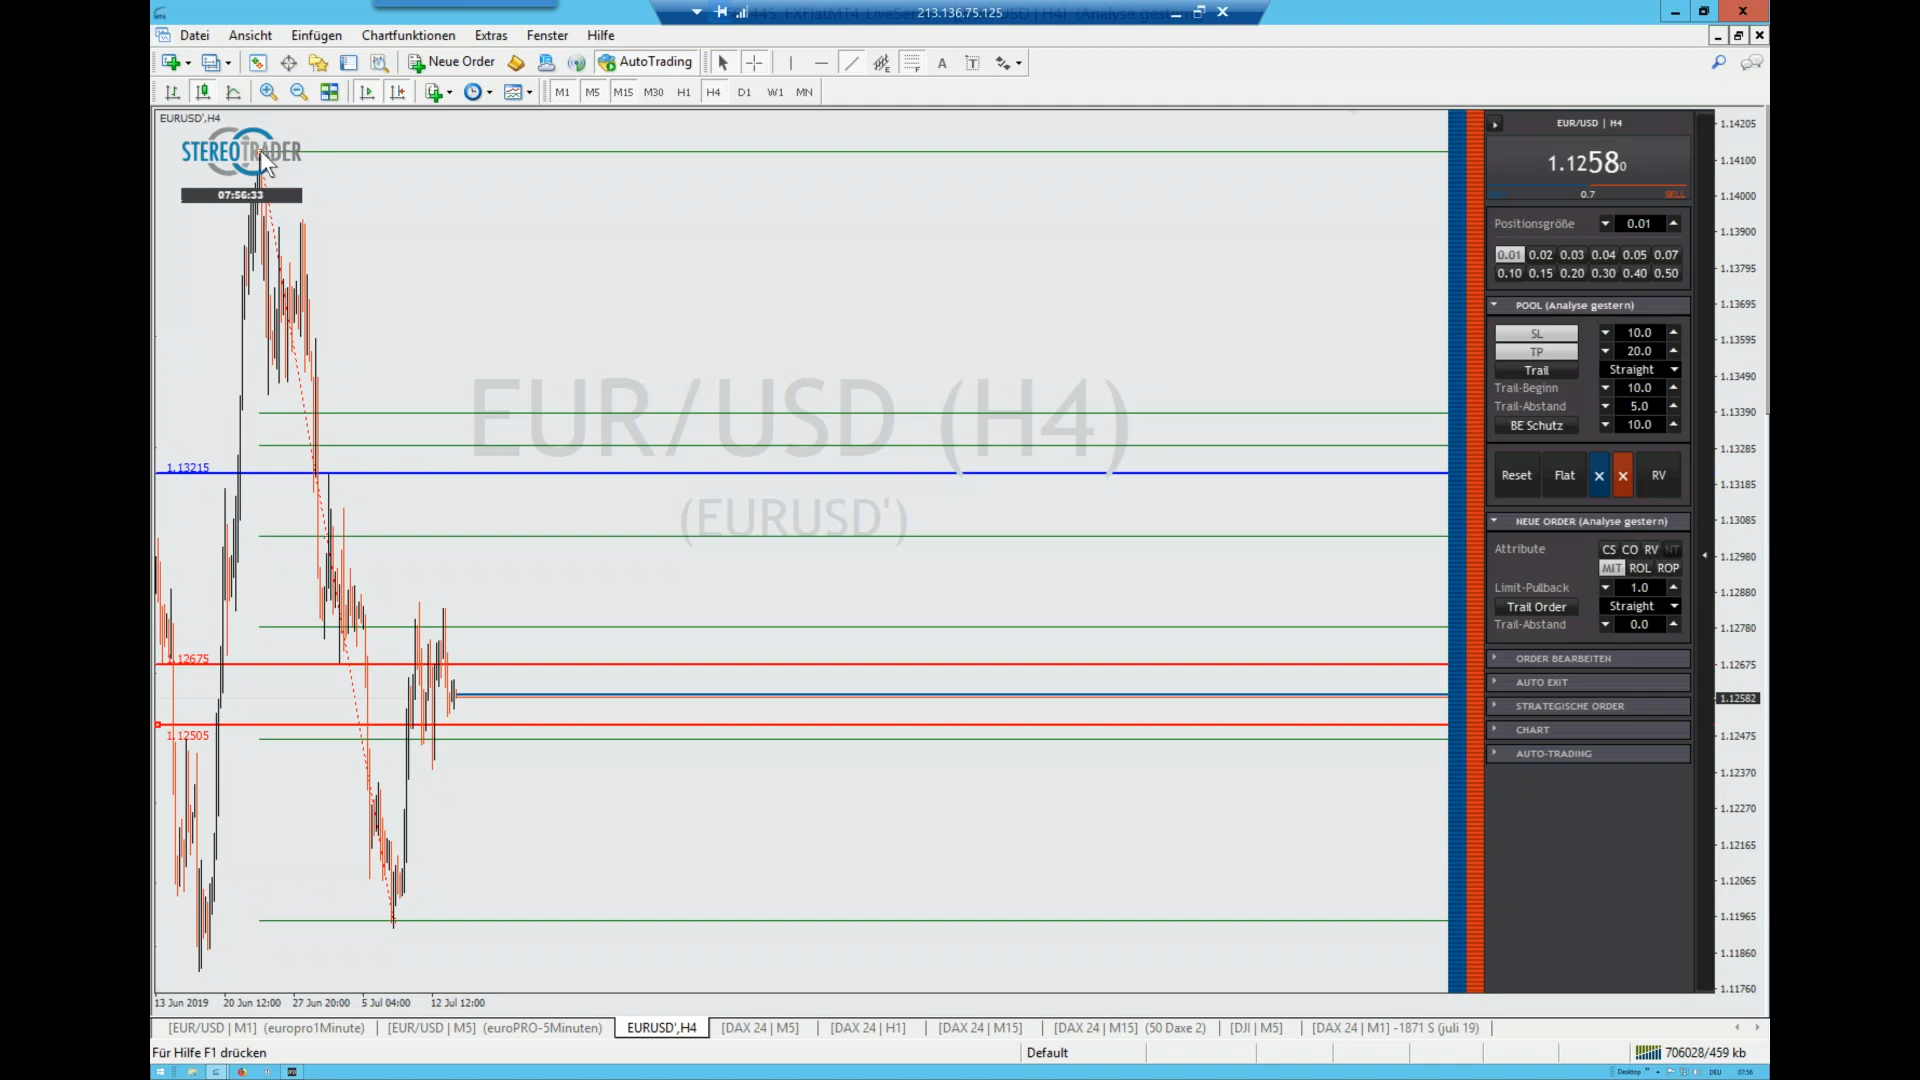 213.136.75.125
Datei Ansicht Einfügen Chartfunktionen Extras Fenster Hilfe
Neue Order AutoTrading
M1 M5 M15 M30 H1 H4 D1 W1 MN
EURUSD',H4
STEREOTRADER
07:56:33
EUR/USD (H4)
(EURUSD')
1.13215
1.12675
1.12505
EUR/USD | H4
1.12580
0.7 SELL
Positionsgröße 0.01
0.01 0.02 0.03 0.04 0.05 0.07
0.10 0.15 0.20 0.30 0.40 0.50
POOL (Analyse gestern)
SL 10.0
TP 20.0
Trail Straight
Trail-Beginn 10.0
Trail-Abstand 5.0
BE Schutz 10.0
Reset Flat X X RV
NEUE ORDER (Analyse gestern)
Attribute CS CO RV NT
MIT ROL ROP
Limit-Pullback 1.0
Trail Order Straight
Trail-Abstand 0.0
ORDER BEARBEITEN
AUTO EXIT
STRATEGISCHE ORDER
CHART
AUTO-TRADING
1.14205
1.14100
1.14000
1.13900
1.13795
1.13695
1.13595
1.13490
1.13390
1.13285
1.13185
1.13085
1.12980
1.12880
1.12780
1.12675
1.12582
1.12475
1.12370
1.12270
1.12165
1.12065
1.11965
1.11860
1.11760
13 Jun 2019 20 Jun 12:00 27 Jun 20:00 5 Jul 04:00 12 Jul 12:00
[EUR/USD | M1] (europro1Minute) [EUR/USD | M5] (euroPRO-5Minuten) EURUSD',H4 [DAX 24 | M5] [DAX 24 | H1] [DAX 24 | M15] [DAX 24 | M15] (50 Daxe 2) [DJI | M5] [DAX 24 | M1] -1871 S (juli 19)
Für Hilfe F1 drücken Default 706028/459 kb
Desktop DEU 07:56